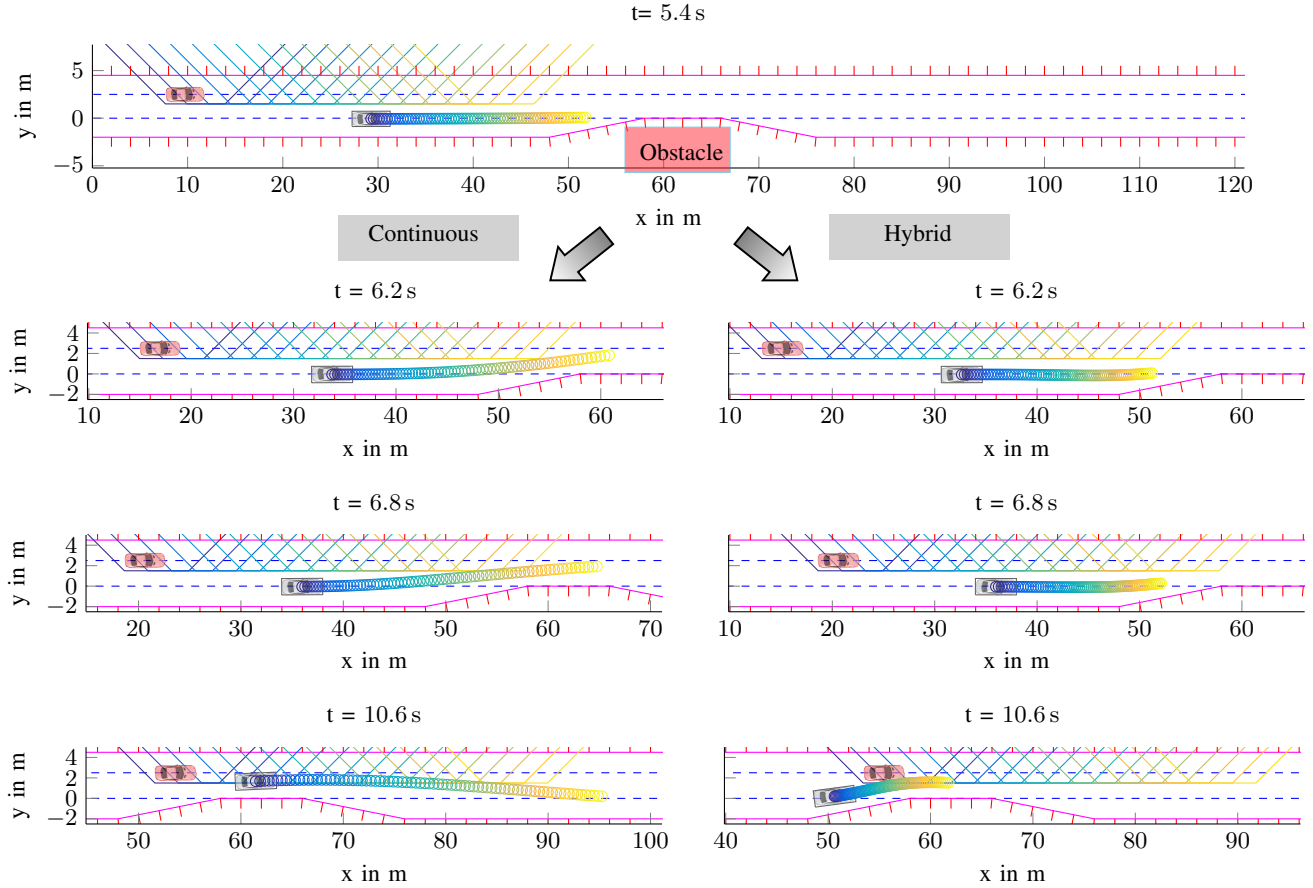 t= 5.4 s
y in m
5
0
−5
Obstacle
0 10 20 30 40 50 60 70 80 90 100 110 120
x in m
Continuous
Hybrid
t = 6.2 s
y in m
4
2
0
−2
10 20 30 40 50 60
x in m
t = 6.2 s
10 20 30 40 50 60
x in m
t = 6.8 s
y in m
4
2
0
−2
20 30 40 50 60 70
x in m
t = 6.8 s
10 20 30 40 50 60
x in m
t = 10.6 s
y in m
4
2
0
−2
50 60 70 80 90 100
x in m
t = 10.6 s
40 50 60 70 80 90
x in m